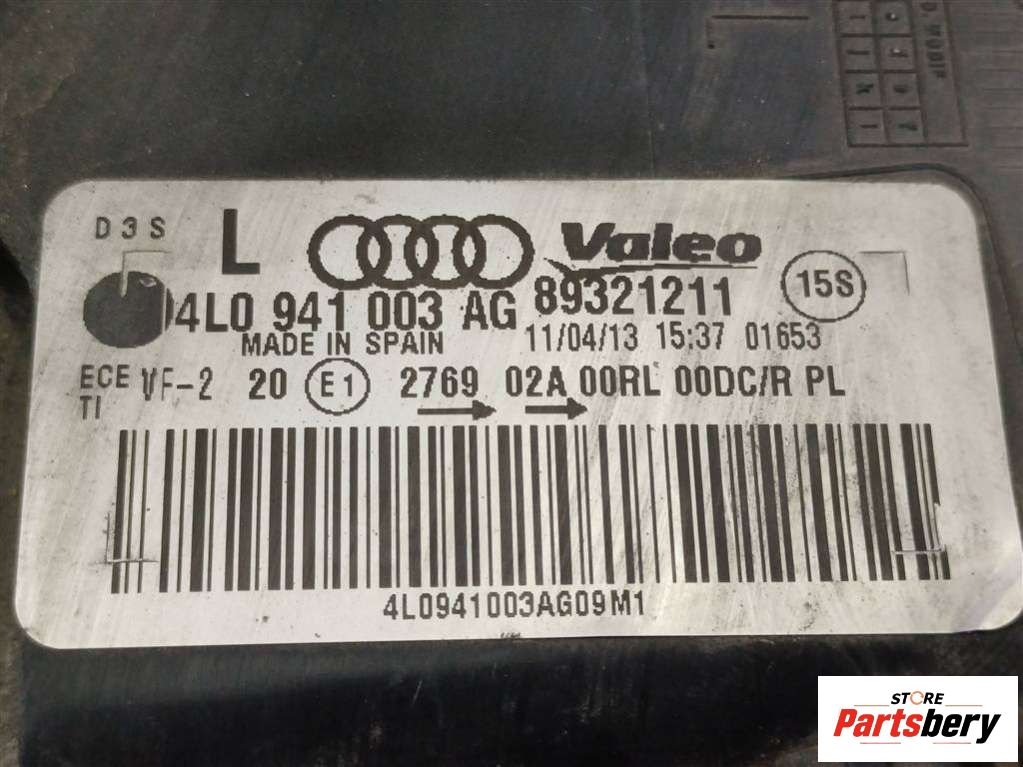 D3S L Valeo
4L0 941 003 AG 89321211 15S
MADE IN SPAIN 11/04/13 15:37 01653
ECE VF-2 20 E1 2769 02A 00RL 00DC/R PL
TI
4L0941003AG09M1
STORE
Partsbery